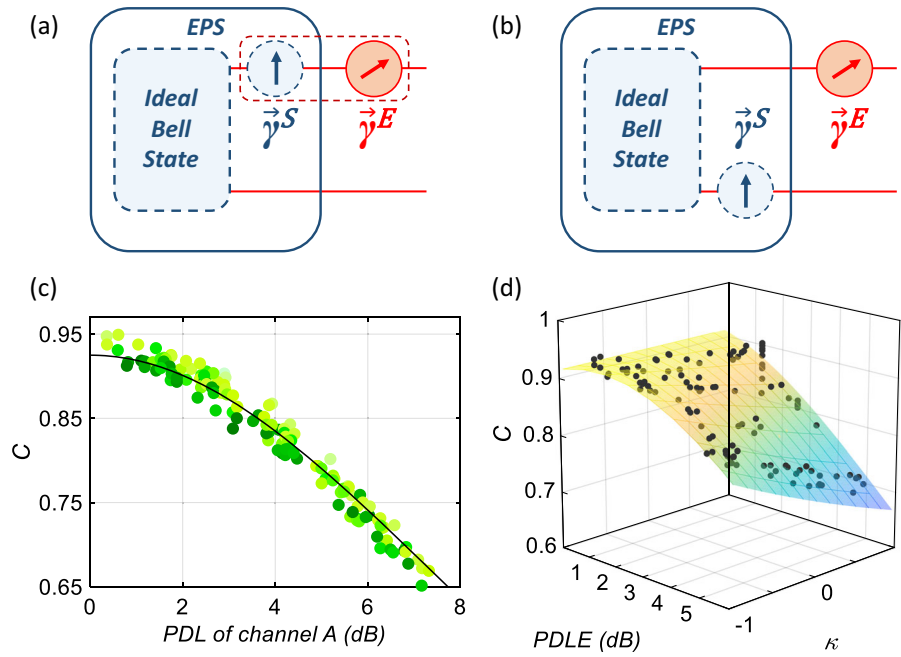 (a)
EPS
Ideal
Bell
State
γ⃗^S
γ⃗^E
(b)
EPS
Ideal
Bell
State
γ⃗^S
γ⃗^E
(c)
0.95
0.85
0.75
0.65
C
0 2 4 6 8
PDL of channel A (dB)
(d)
1
0.9
0.8
0.7
0.6
C
1 2 3 4 5
PDLE (dB)
-1 0
κ